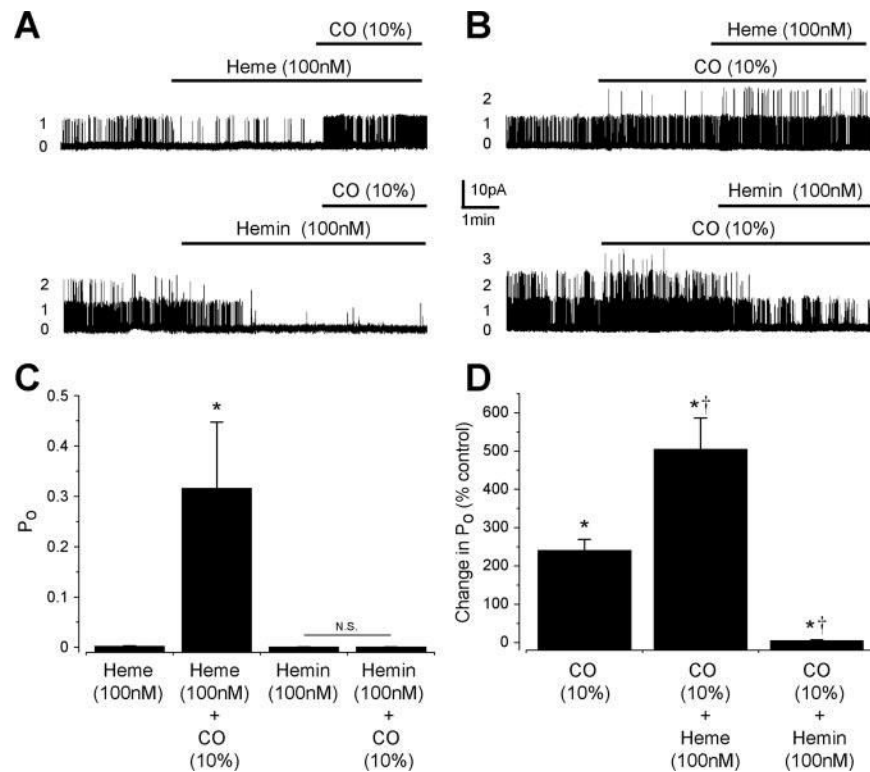 A
CO (10%)
Heme (100nM)
1
0
CO (10%)
Hemin (100nM)
2
1
0
B
Heme (100nM)
CO (10%)
2
1
0
10pA
1min
Hemin (100nM)
CO (10%)
3
2
1
0
C
0.5
0.4
0.3
0.2
0.1
0
Po
*
N.S.
Heme
(100nM)
Heme
(100nM)
+
CO
(10%)
Hemin
(100nM)
Hemin
(100nM)
+
CO
(10%)
D
600
500
400
300
200
100
0
Change in Po (% control)
*
*†
*†
CO
(10%)
CO
(10%)
+
Heme
(100nM)
CO
(10%)
+
Hemin
(100nM)